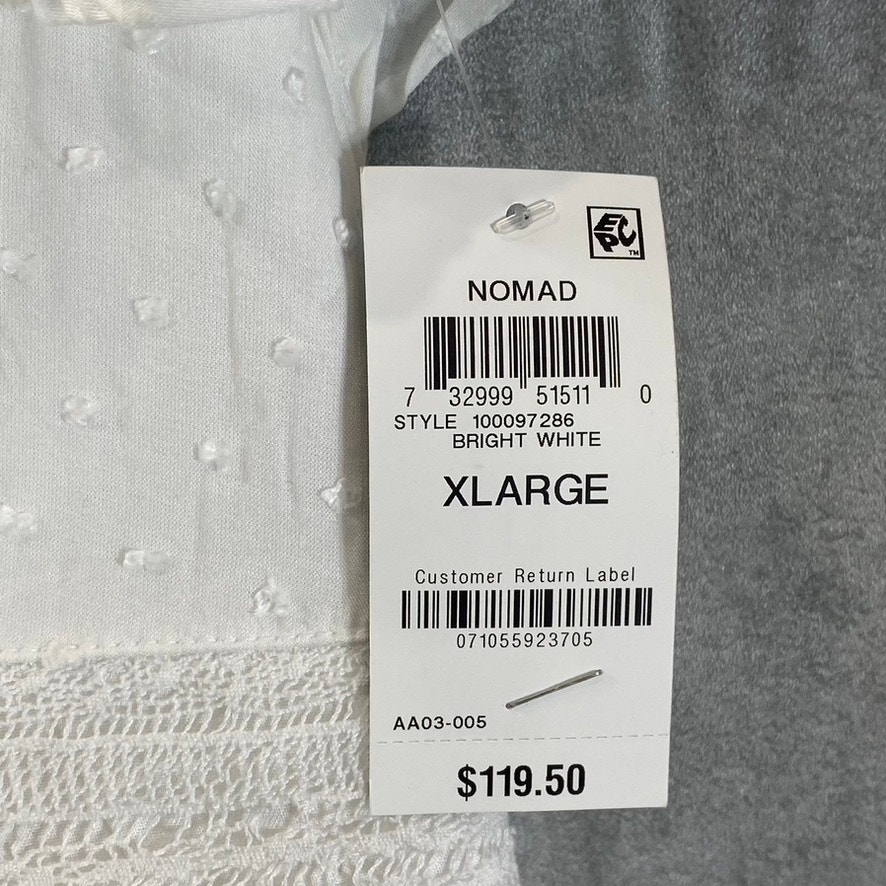 EPC
TM
NOMAD
7 32999 51511 0
STYLE 100097286
BRIGHT WHITE
XLARGE
Customer Return Label
071055923705
AA03-005
$119.50